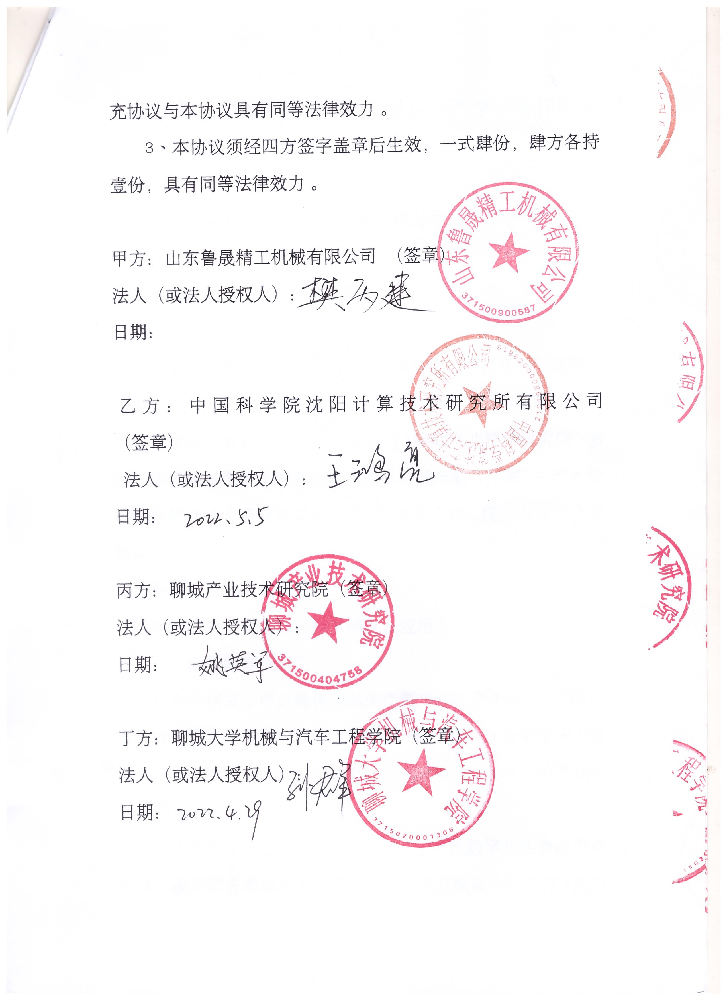 充协议与本协议具有同等法律效力。
3、本协议须经四方签字盖章后生效，一式肆份，肆方各持
壹份，具有同等法律效力。
山东鲁晟精工机械有限公司
371500900587
甲方：山东鲁晟精工机械有限公司 （签章）
法人（或法人授权人）：樊丙建
日期：
中国科学院沈阳计算技术研究所有限公司
乙方：中国科学院沈阳计算技术研究所有限公司
（签章）
法人（或法人授权人）：王鸿亮
日期： 2022.5.5
聊城产业技术研究院
371500404758
丙方：聊城产业技术研究院（签章）
法人（或法人授权人）：
日期： 姚英军
聊城大学机械与汽车工程学院
3715020001306
丁方：聊城大学机械与汽车工程学院（签章）
法人（或法人授权人）
日期：2022.4.29
术研究院
程学院